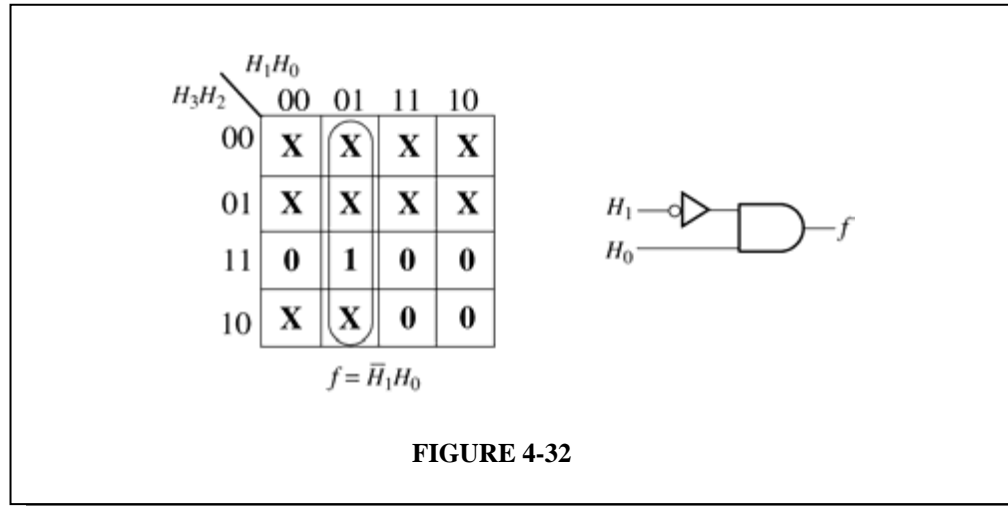 H₁H₀
H₃H₂ 00 01 11 10
00 X X X X
01 X X X X
11 0 1 0 0
10 X X 0 0
f = H̅₁H₀
H₁ f
H₀
FIGURE 4-32